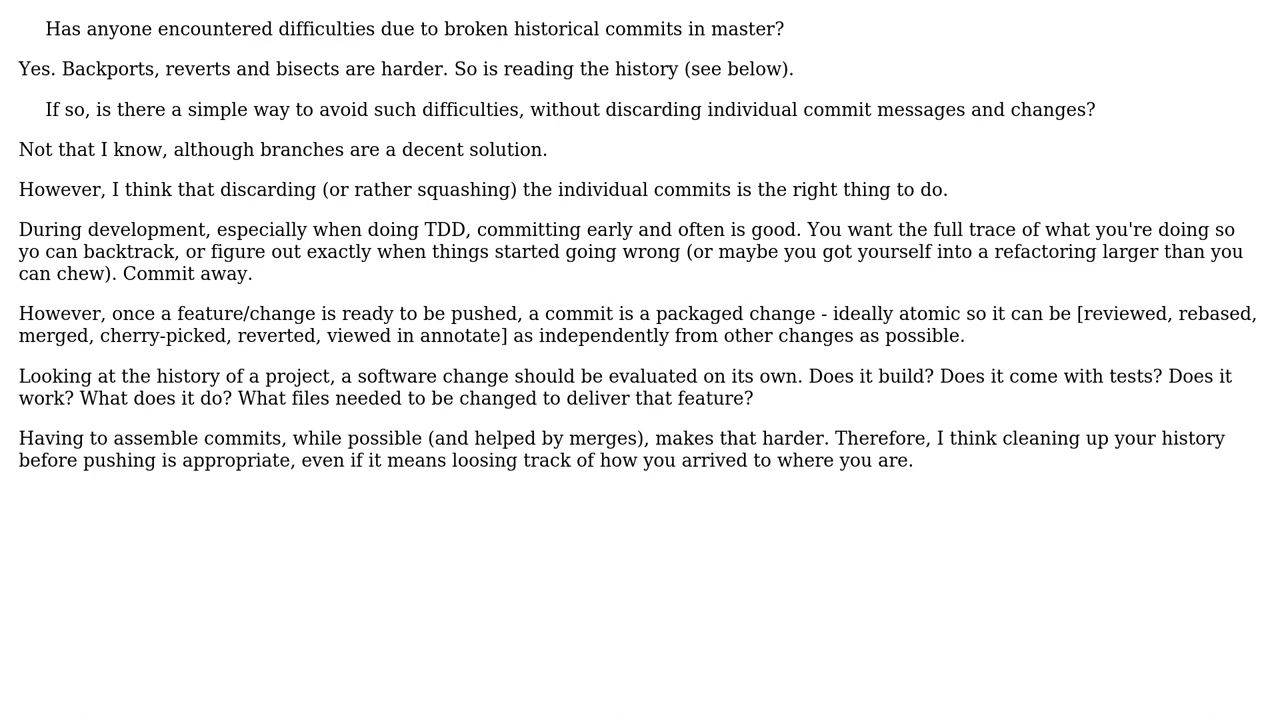 Has anyone encountered difficulties due to broken historical commits in master?
Yes. Backports, reverts and bisects are harder. So is reading the history (see below).
If so, is there a simple way to avoid such difficulties, without discarding individual commit messages and changes?
Not that I know, although branches are a decent solution.
However, I think that discarding (or rather squashing) the individual commits is the right thing to do.
During development, especially when doing TDD, committing early and often is good. You want the full trace of what you're doing so
yo can backtrack, or figure out exactly when things started going wrong (or maybe you got yourself into a refactoring larger than you
can chew). Commit away.
However, once a feature/change is ready to be pushed, a commit is a packaged change - ideally atomic so it can be [reviewed, rebased,
merged, cherry-picked, reverted, viewed in annotate] as independently from other changes as possible.
Looking at the history of a project, a software change should be evaluated on its own. Does it build? Does it come with tests? Does it
work? What does it do? What files needed to be changed to deliver that feature?
Having to assemble commits, while possible (and helped by merges), makes that harder. Therefore, I think cleaning up your history
before pushing is appropriate, even if it means loosing track of how you arrived to where you are.